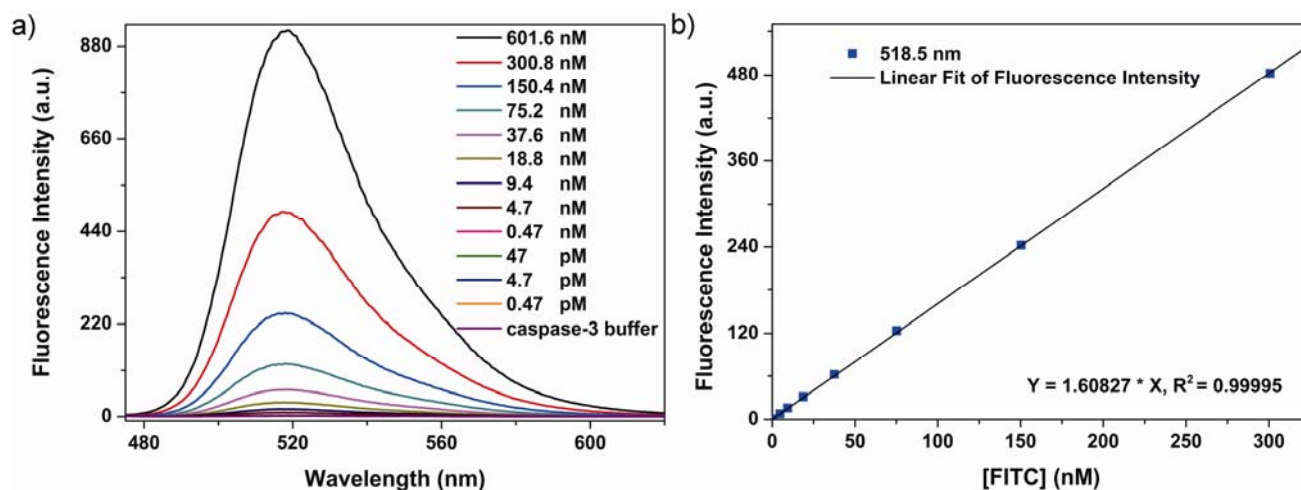 a)
Fluorescence Intensity (a.u.)
880
660
440
220
0
480
520
560
600
Wavelength (nm)
601.6 nM
300.8 nM
150.4 nM
75.2 nM
37.6 nM
18.8 nM
9.4 nM
4.7 nM
0.47 nM
47 pM
4.7 pM
0.47 pM
caspase-3 buffer
b)
Fluorescence Intensity (a.u.)
480
360
240
120
0
0
50
100
150
200
250
300
[FITC] (nM)
518.5 nm
Linear Fit of Fluorescence Intensity
Y = 1.60827 * X, R² = 0.99995